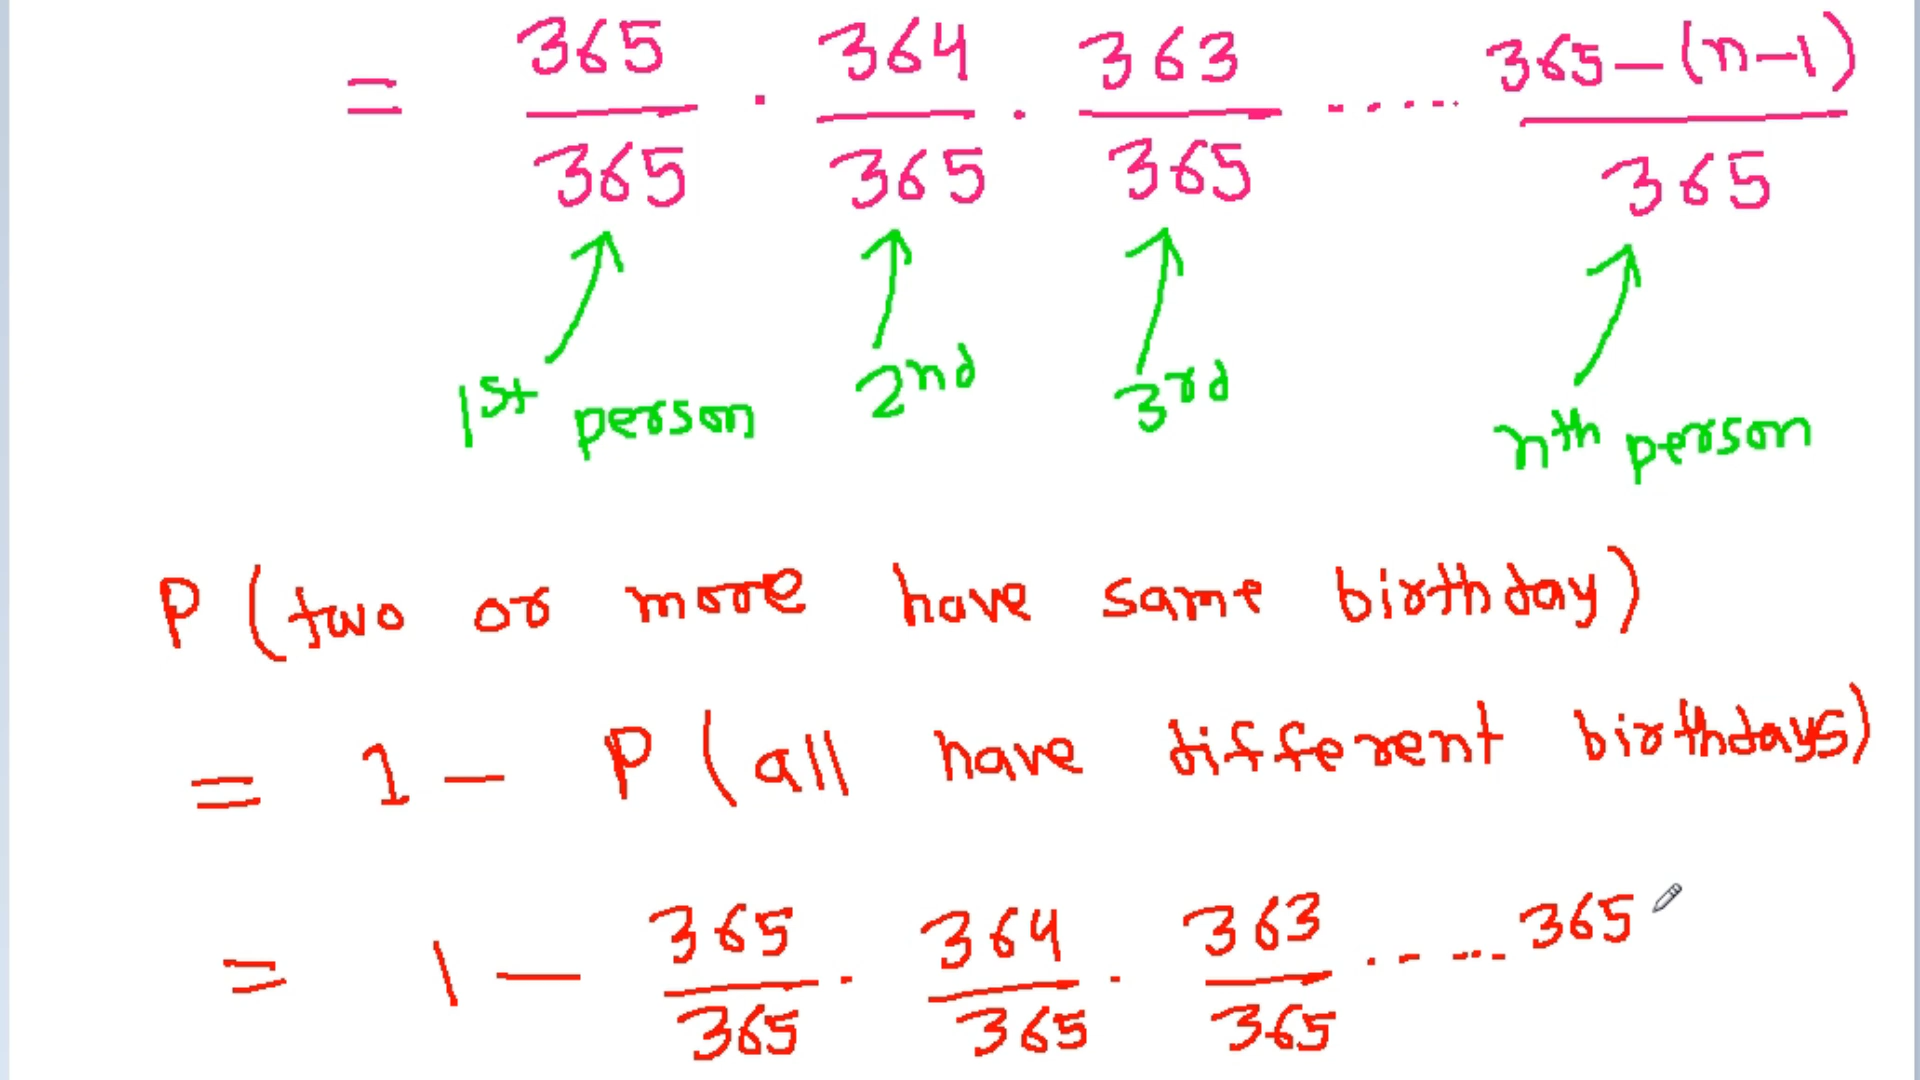 = 365/365 · 364/365 · 363/365 ····· 365-(n-1)/365
1st person 2nd 3rd nth person
P (two or more have same birthday)
= 1 - P (all have different birthdays)
= 1 - 365/365 · 364/365 · 363/365 ····· 365